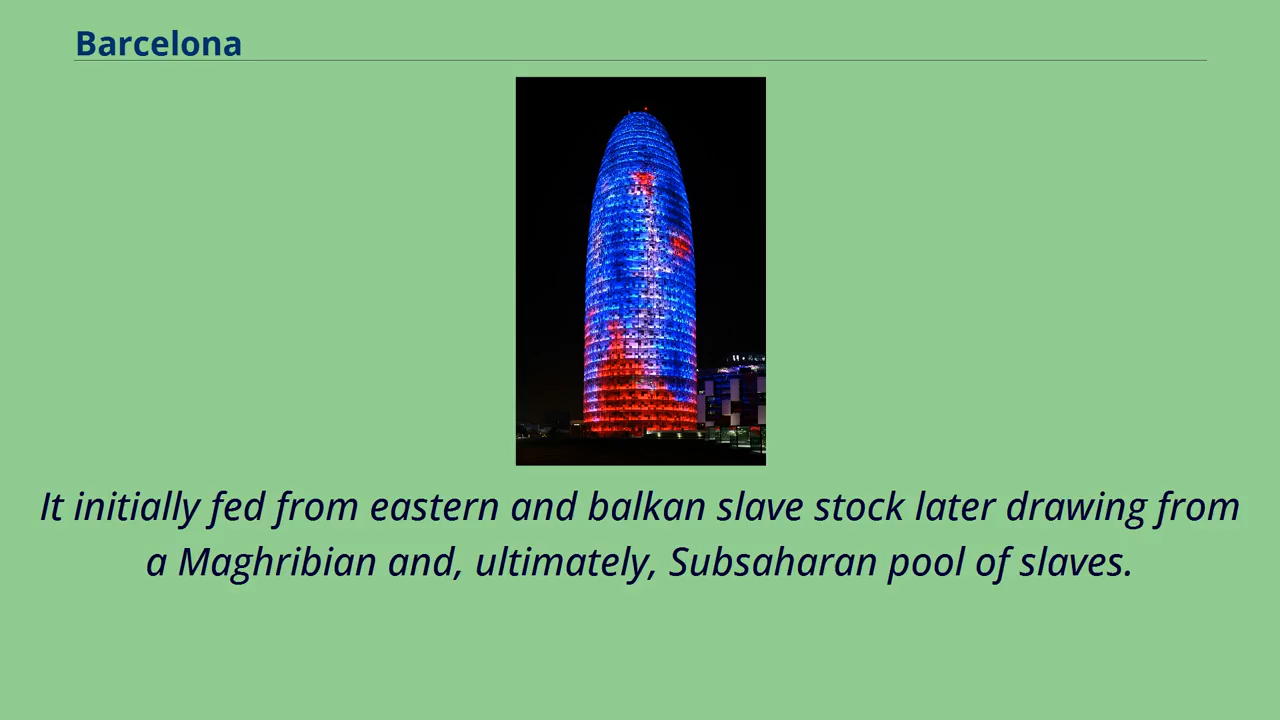 Barcelona
It initially fed from eastern and balkan slave stock later drawing from
a Maghribian and, ultimately, Subsaharan pool of slaves.